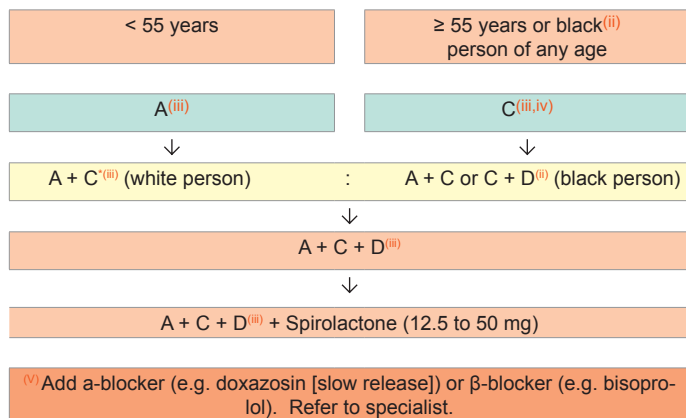 < 55 years
≥ 55 years or black(ii)
person of any age
A(iii)
C(iii,iv)
A + C*(iii) (white person) : A + C or C + D(ii) (black person)
A + C + D(iii)
A + C + D(iii) + Spirolactone (12.5 to 50 mg)
(V) Add a-blocker (e.g. doxazosin [slow release]) or β-blocker (e.g. bisopro-
lol). Refer to specialist.